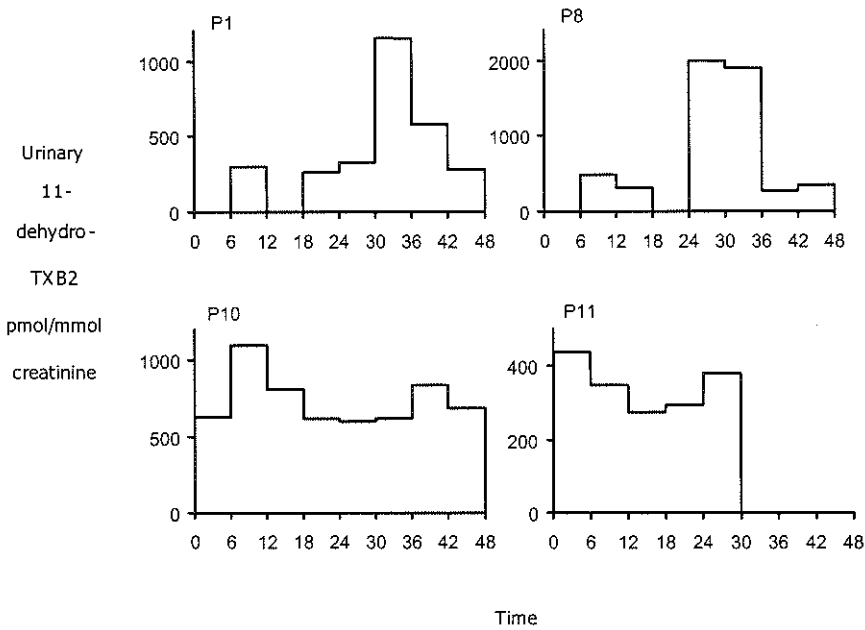 P1
P8
1000
500
0
0 6 12 18 24 30 36 42 48
2000
1000
0
0 6 12 18 24 30 36 42 48
Urinary
11-
dehydro-
TXB2
pmol/mmol
creatinine
P10
P11
1000
500
0
0 6 12 18 24 30 36 42 48
400
200
0
0 6 12 18 24 30 36 42 48
Time